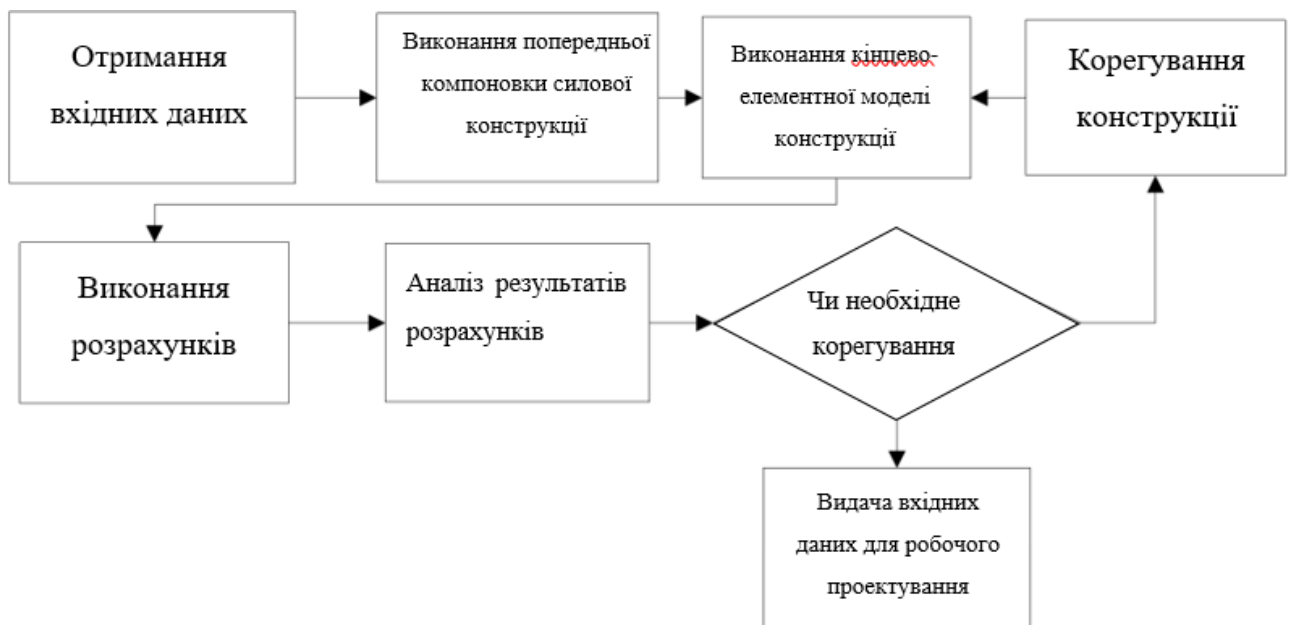 Отримання
вхідних даних
Виконання попередньої
компоновки силової
конструкції
Виконання кінцево-
елементної моделі
конструкції
Корегування
конструкції
Виконання
розрахунків
Аналіз результатів
розрахунків
Чи необхідне
корегування
Видача вхідних
даних для робочого
проектування